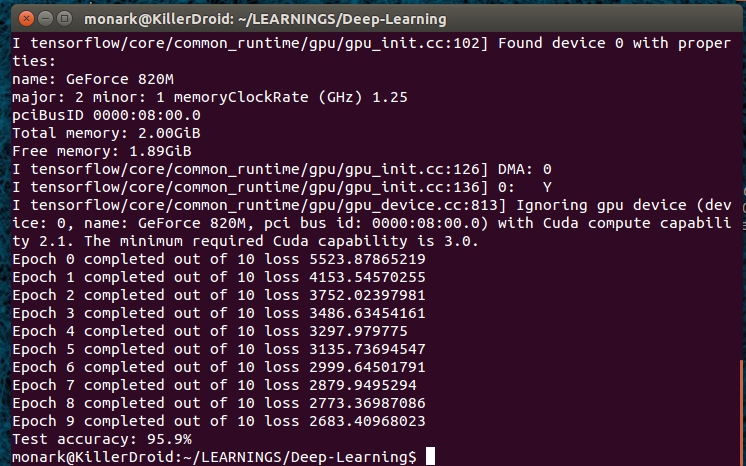 monark@KillerDroid: ~/LEARNINGS/Deep-Learning
I tensorflow/core/common_runtime/gpu/gpu_init.cc:102] Found device 0 with proper
ties:
name: GeForce 820M
major: 2 minor: 1 memoryClockRate (GHz) 1.25
pciBusID 0000:08:00.0
Total memory: 2.00GiB
Free memory: 1.89GiB
I tensorflow/core/common_runtime/gpu/gpu_init.cc:126] DMA: 0
I tensorflow/core/common_runtime/gpu/gpu_init.cc:136] 0:   Y
I tensorflow/core/common_runtime/gpu/gpu_device.cc:813] Ignoring gpu device (dev
ice: 0, name: GeForce 820M, pci bus id: 0000:08:00.0) with Cuda compute capabili
ty 2.1. The minimum required Cuda capability is 3.0.
Epoch 0 completed out of 10 loss 5523.87865219
Epoch 1 completed out of 10 loss 4153.54570255
Epoch 2 completed out of 10 loss 3752.02397981
Epoch 3 completed out of 10 loss 3486.63454161
Epoch 4 completed out of 10 loss 3297.979775
Epoch 5 completed out of 10 loss 3135.73694547
Epoch 6 completed out of 10 loss 2999.64501791
Epoch 7 completed out of 10 loss 2879.9495294
Epoch 8 completed out of 10 loss 2773.36987086
Epoch 9 completed out of 10 loss 2683.40968023
Test accuracy: 95.9%
monark@KillerDroid:~/LEARNINGS/Deep-Learning$